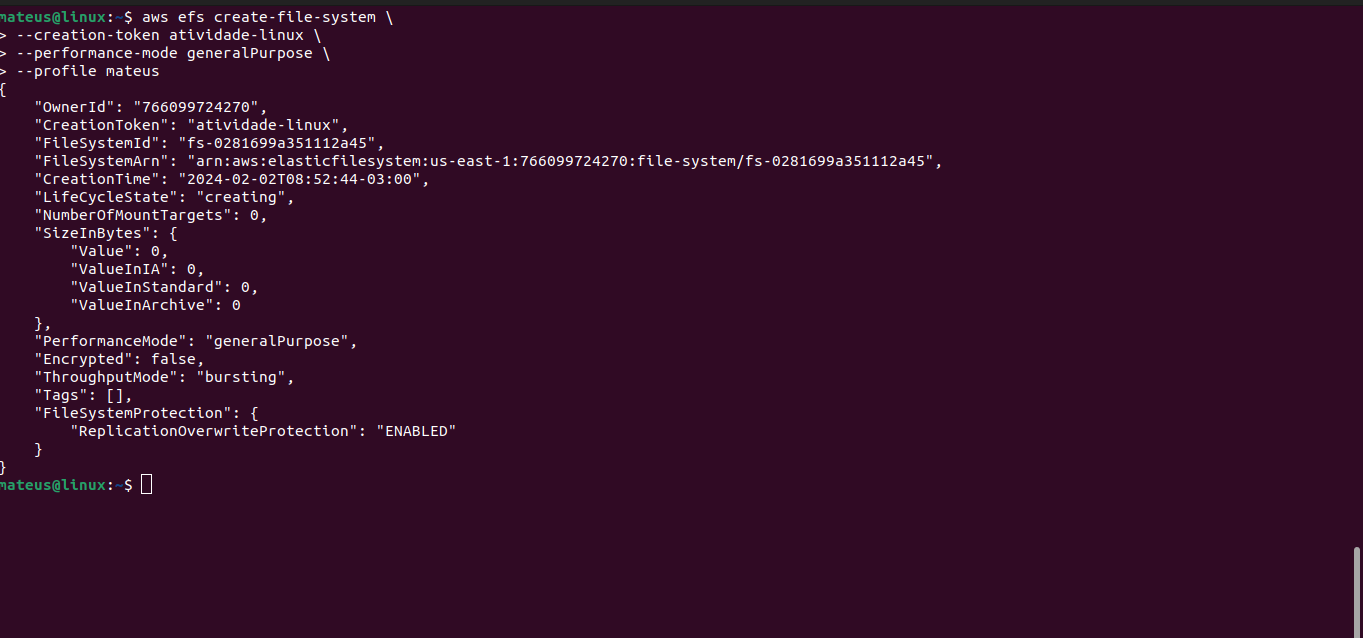 mateus@linux:~$ aws efs create-file-system \
> --creation-token atividade-linux \
> --performance-mode generalPurpose \
> --profile mateus
{
    "OwnerId": "766099724270",
    "CreationToken": "atividade-linux",
    "FileSystemId": "fs-0281699a351112a45",
    "FileSystemArn": "arn:aws:elasticfilesystem:us-east-1:766099724270:file-system/fs-0281699a351112a45",
    "CreationTime": "2024-02-02T08:52:44-03:00",
    "LifeCycleState": "creating",
    "NumberOfMountTargets": 0,
    "SizeInBytes": {
        "Value": 0,
        "ValueInIA": 0,
        "ValueInStandard": 0,
        "ValueInArchive": 0
    },
    "PerformanceMode": "generalPurpose",
    "Encrypted": false,
    "ThroughputMode": "bursting",
    "Tags": [],
    "FileSystemProtection": {
        "ReplicationOverwriteProtection": "ENABLED"
    }
}
mateus@linux:~$